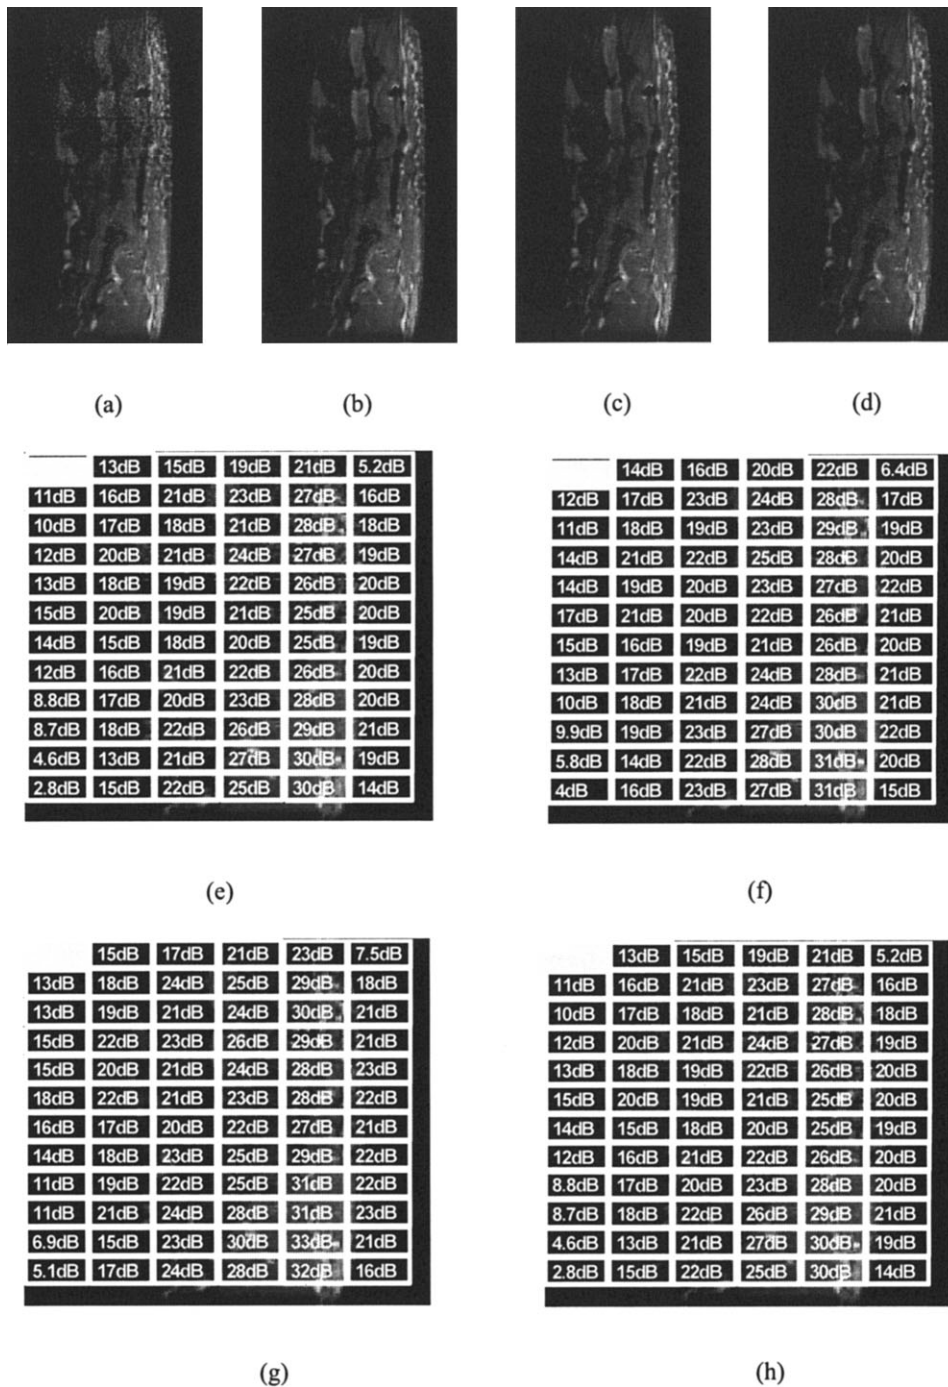 (a) (b) (c) (d)
13dB 15dB 19dB 21dB 5.2dB
11dB 16dB 21dB 23dB 27dB 16dB
10dB 17dB 18dB 21dB 28dB 18dB
12dB 20dB 21dB 24dB 27dB 19dB
13dB 18dB 19dB 22dB 26dB 20dB
15dB 20dB 19dB 21dB 25dB 20dB
14dB 15dB 18dB 20dB 25dB 19dB
12dB 16dB 21dB 22dB 26dB 20dB
8.8dB 17dB 20dB 23dB 28dB 20dB
8.7dB 18dB 22dB 26dB 29dB 21dB
4.6dB 13dB 21dB 27dB 30dB 19dB
2.8dB 15dB 22dB 25dB 30dB 14dB
(e)
14dB 16dB 20dB 22dB 6.4dB
12dB 17dB 23dB 24dB 28dB 17dB
11dB 18dB 19dB 23dB 29dB 19dB
14dB 21dB 22dB 25dB 28dB 20dB
14dB 19dB 20dB 23dB 27dB 22dB
17dB 21dB 20dB 22dB 26dB 21dB
15dB 16dB 19dB 21dB 26dB 20dB
13dB 17dB 22dB 24dB 28dB 21dB
10dB 18dB 21dB 24dB 30dB 21dB
9.9dB 19dB 23dB 27dB 30dB 22dB
5.8dB 14dB 22dB 28dB 31dB 20dB
4dB 16dB 23dB 27dB 31dB 15dB
(f)
15dB 17dB 21dB 23dB 7.5dB
13dB 18dB 24dB 25dB 29dB 18dB
13dB 19dB 21dB 24dB 30dB 21dB
15dB 22dB 23dB 26dB 29dB 21dB
15dB 20dB 21dB 24dB 28dB 23dB
18dB 22dB 21dB 23dB 28dB 22dB
16dB 17dB 20dB 22dB 27dB 21dB
14dB 18dB 23dB 25dB 29dB 22dB
11dB 19dB 22dB 25dB 31dB 22dB
11dB 21dB 24dB 28dB 31dB 23dB
6.9dB 15dB 23dB 30dB 33dB 21dB
5.1dB 17dB 24dB 28dB 32dB 16dB
(g)
13dB 15dB 19dB 21dB 5.2dB
11dB 16dB 21dB 23dB 27dB 16dB
10dB 17dB 18dB 21dB 28dB 18dB
12dB 20dB 21dB 24dB 27dB 19dB
13dB 18dB 19dB 22dB 26dB 20dB
15dB 20dB 19dB 21dB 25dB 20dB
14dB 15dB 18dB 20dB 25dB 19dB
12dB 16dB 21dB 22dB 26dB 20dB
8.8dB 17dB 20dB 23dB 28dB 20dB
8.7dB 18dB 22dB 26dB 29dB 21dB
4.6dB 13dB 21dB 27dB 30dB 19dB
2.8dB 15dB 22dB 25dB 30dB 14dB
(h)